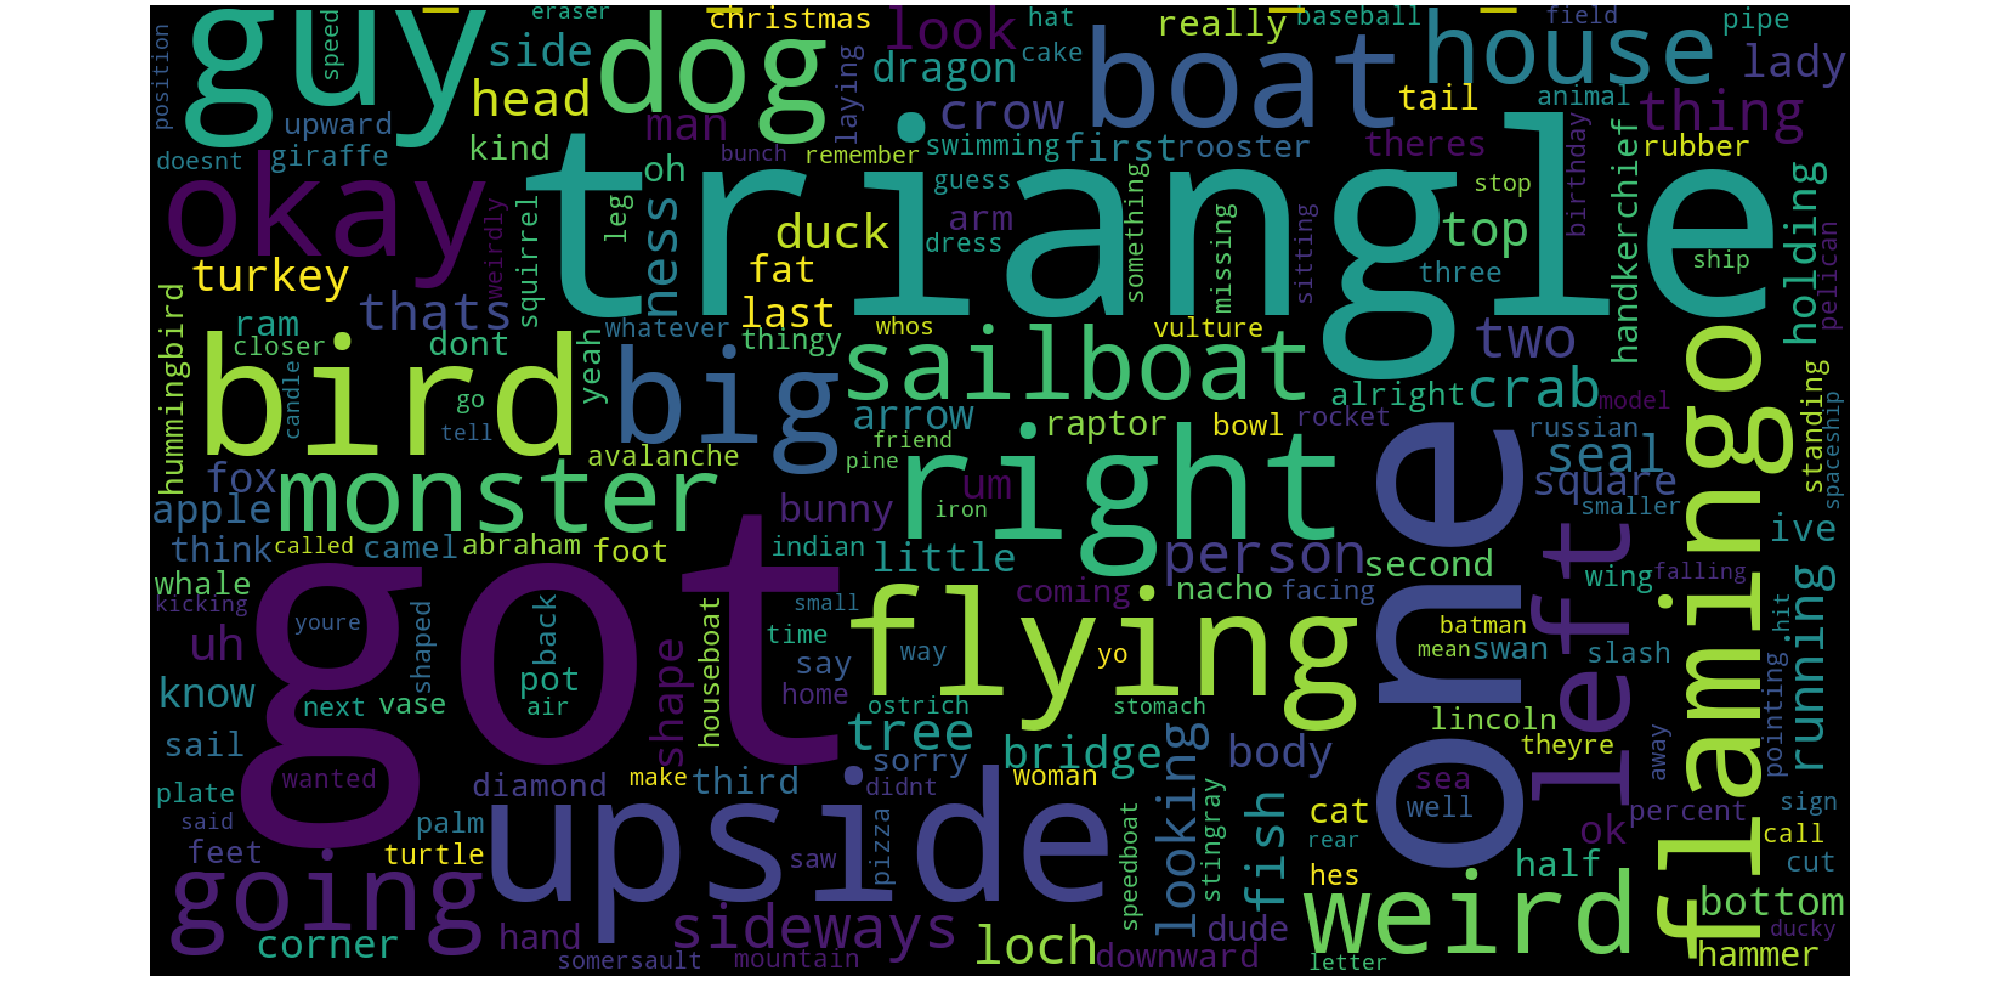 guy
speed
position
eraser
side
head
upward
doesnt
giraffe
kind
dog
christmas
look
hat
cake
laying
dragon
crow
man
bunch
remember
really
baseball
boat
field
house
pipe
lady
tail
animal
thing
swimming
first
rooster
theres
handkerchief
birthday
rubber
okay
weirdly
squirrel
leg
oh
ness
triangle
guess
arm
dress
duck
fat
last
something
missing
sitting
stop
top
three
ship
holding
pelican
turkey
thats
hummingbird
ram
closer
dont
bird
candle
go
tell
yeah
whatever
thingy
whos
vulture
big
sailboat
two
alright
crab
model
flamingo
standing
spaceship
arrow
friend
pine
raptor
bowl
rocket
russian
seal
square
smaller
ive
avalanche
fox
monster
apple
bunny
um
iron
right
one
left
think
called
camel
abraham
foot
indian
little
person
second
wing
falling
whale
kicking
got
youre
shaped
back
houseboat
small
flying
coming
nacho
facing
batman
mean
swan
slash
pointing
hit
running
uh
know
next
vase
pot
air
shape
time
say
home
way
yo
ostrich
stomach
lincoln
theyre
away
sail
wanted
tree
bridge
body
looking
stingray
sorry
didnt
woman
diamond
make
third
upside
plate
said
feet
palm
turtle
saw
pizza
speedboat
fish
cat
rear
hes
sea
well
ok
percent
sign
call
cut
half
going
corner
hand
somersault
sideways
mountain
loch
downward
dude
weird
letter
bottom
ducky
hammer